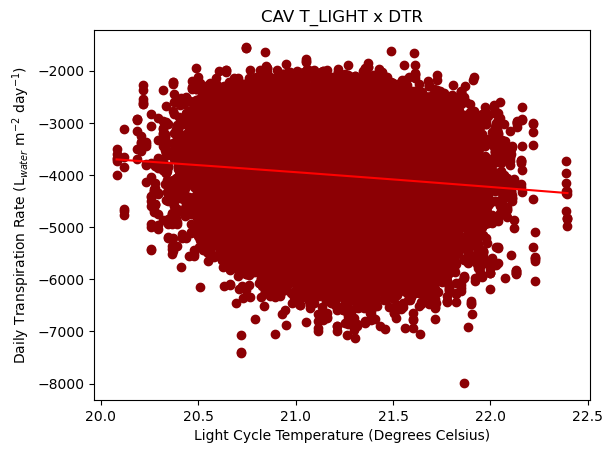 CAV T_LIGHT x DTR
Daily Transpiration Rate (L_water m⁻² day⁻¹)
−2000
−3000
−4000
−5000
−6000
−7000
−8000
20.0 20.5 21.0 21.5 22.0 22.5
Light Cycle Temperature (Degrees Celsius)